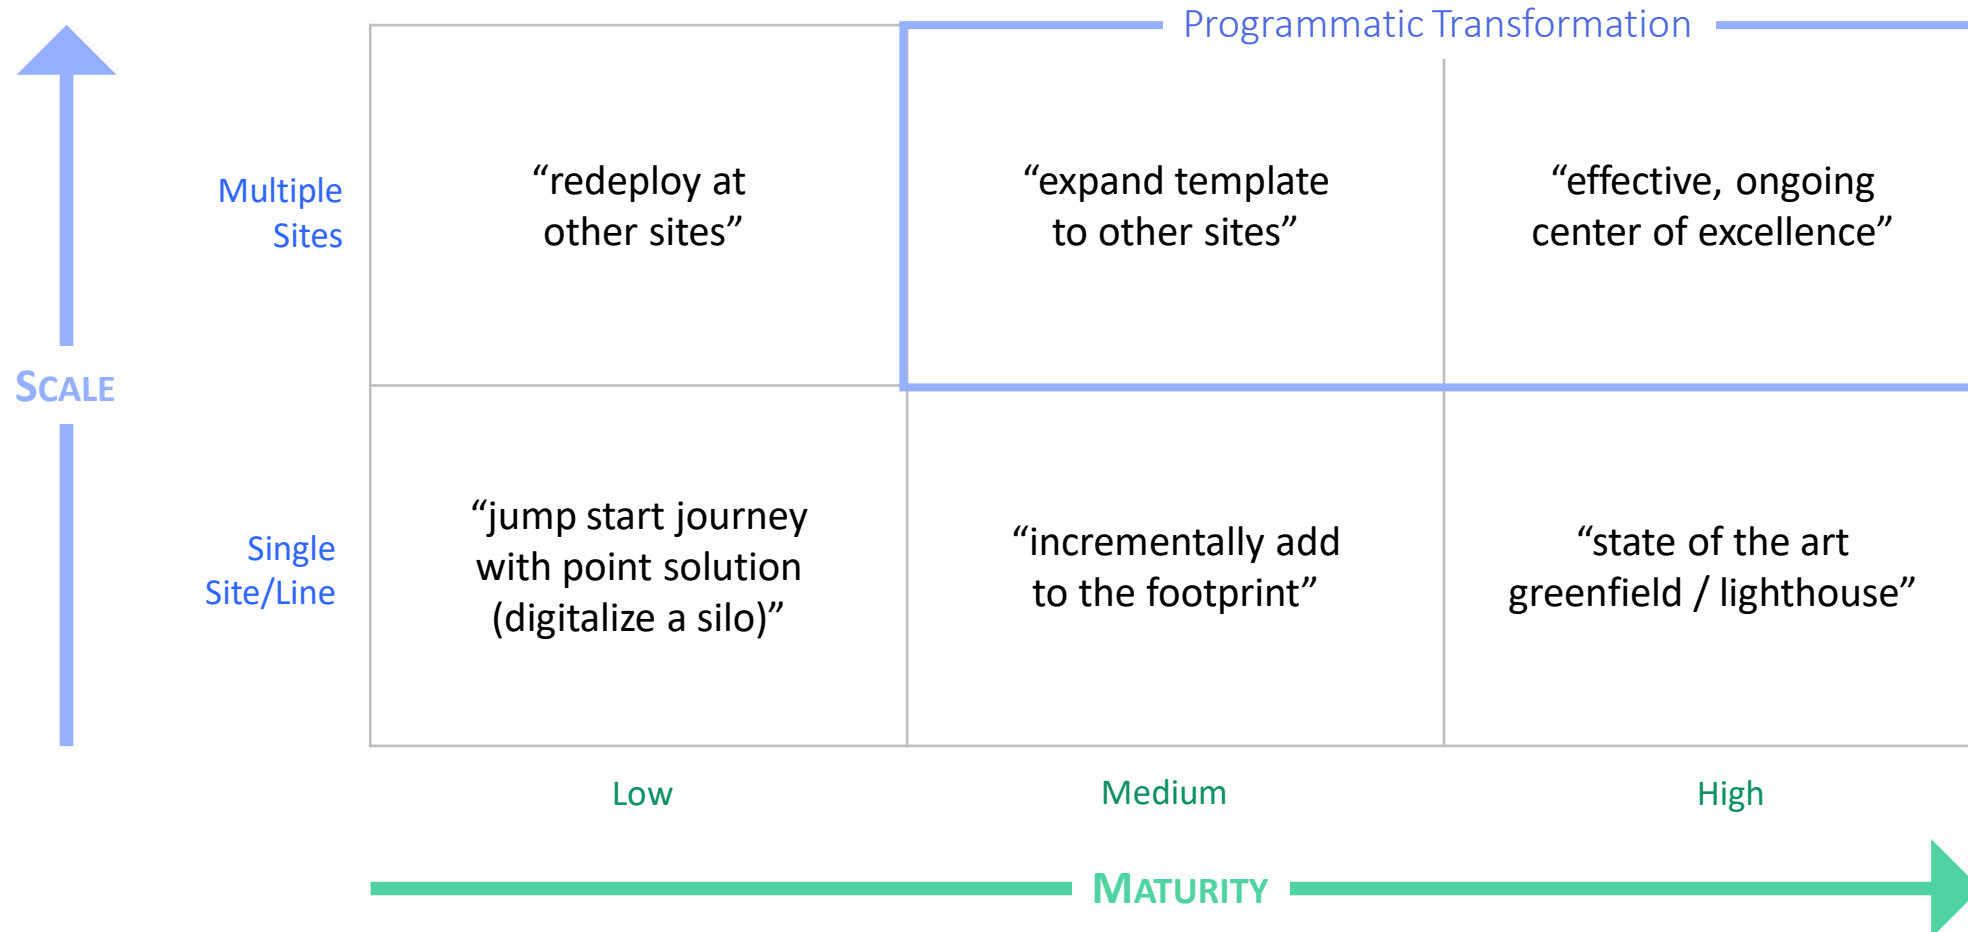 Programmatic Transformation
Multiple
Sites
“redeploy at
other sites”
“expand template
to other sites”
“effective, ongoing
center of excellence”
SCALE
Single
Site/Line
“jump start journey
with point solution
(digitalize a silo)”
“incrementally add
to the footprint”
“state of the art
greenfield / lighthouse”
Low
Medium
High
MATURITY